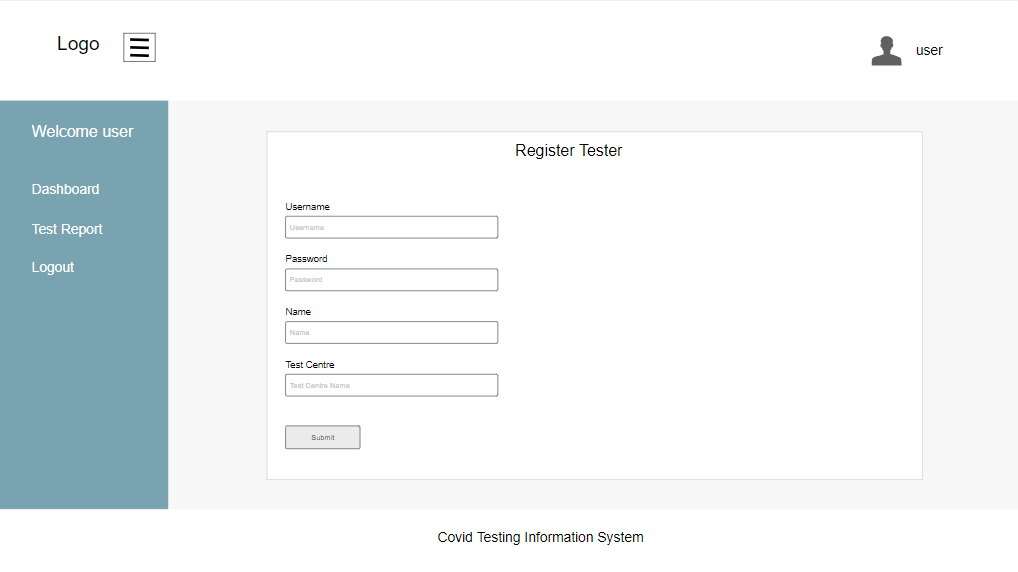 Logo
user
Welcome user
Dashboard
Test Report
Logout
Register Tester
Username
Username
Password
Password
Name
Name
Test Centre
Test Centre Name
Submit
Covid Testing Information System